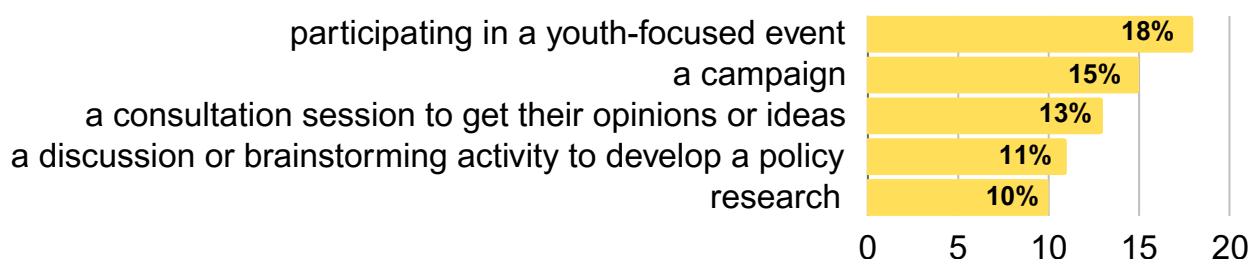 participating in a youth-focused event 18%
a campaign 15%
a consultation session to get their opinions or ideas 13%
a discussion or brainstorming activity to develop a policy 11%
research 10%
0 5 10 15 20